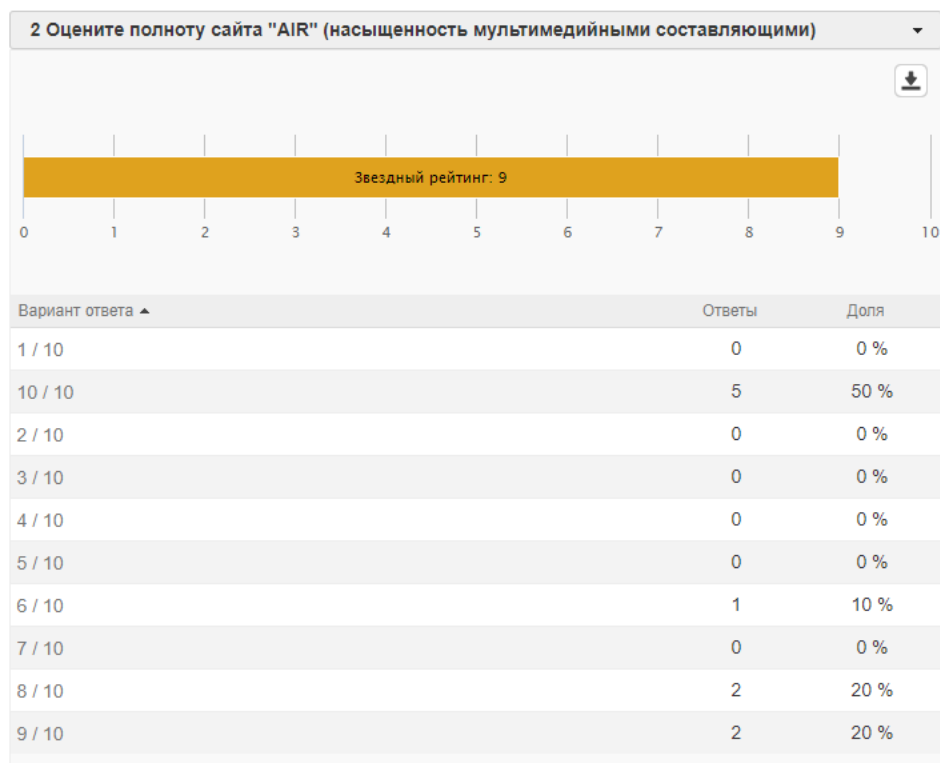 2 Оцените полноту сайта "AIR" (насыщенность мультимедийными составляющими)
Звездный рейтинг: 9
0 1 2 3 4 5 6 7 8 9 10
Вариант ответа Ответы Доля
1 / 10 0 0 %
10 / 10 5 50 %
2 / 10 0 0 %
3 / 10 0 0 %
4 / 10 0 0 %
5 / 10 0 0 %
6 / 10 1 10 %
7 / 10 0 0 %
8 / 10 2 20 %
9 / 10 2 20 %